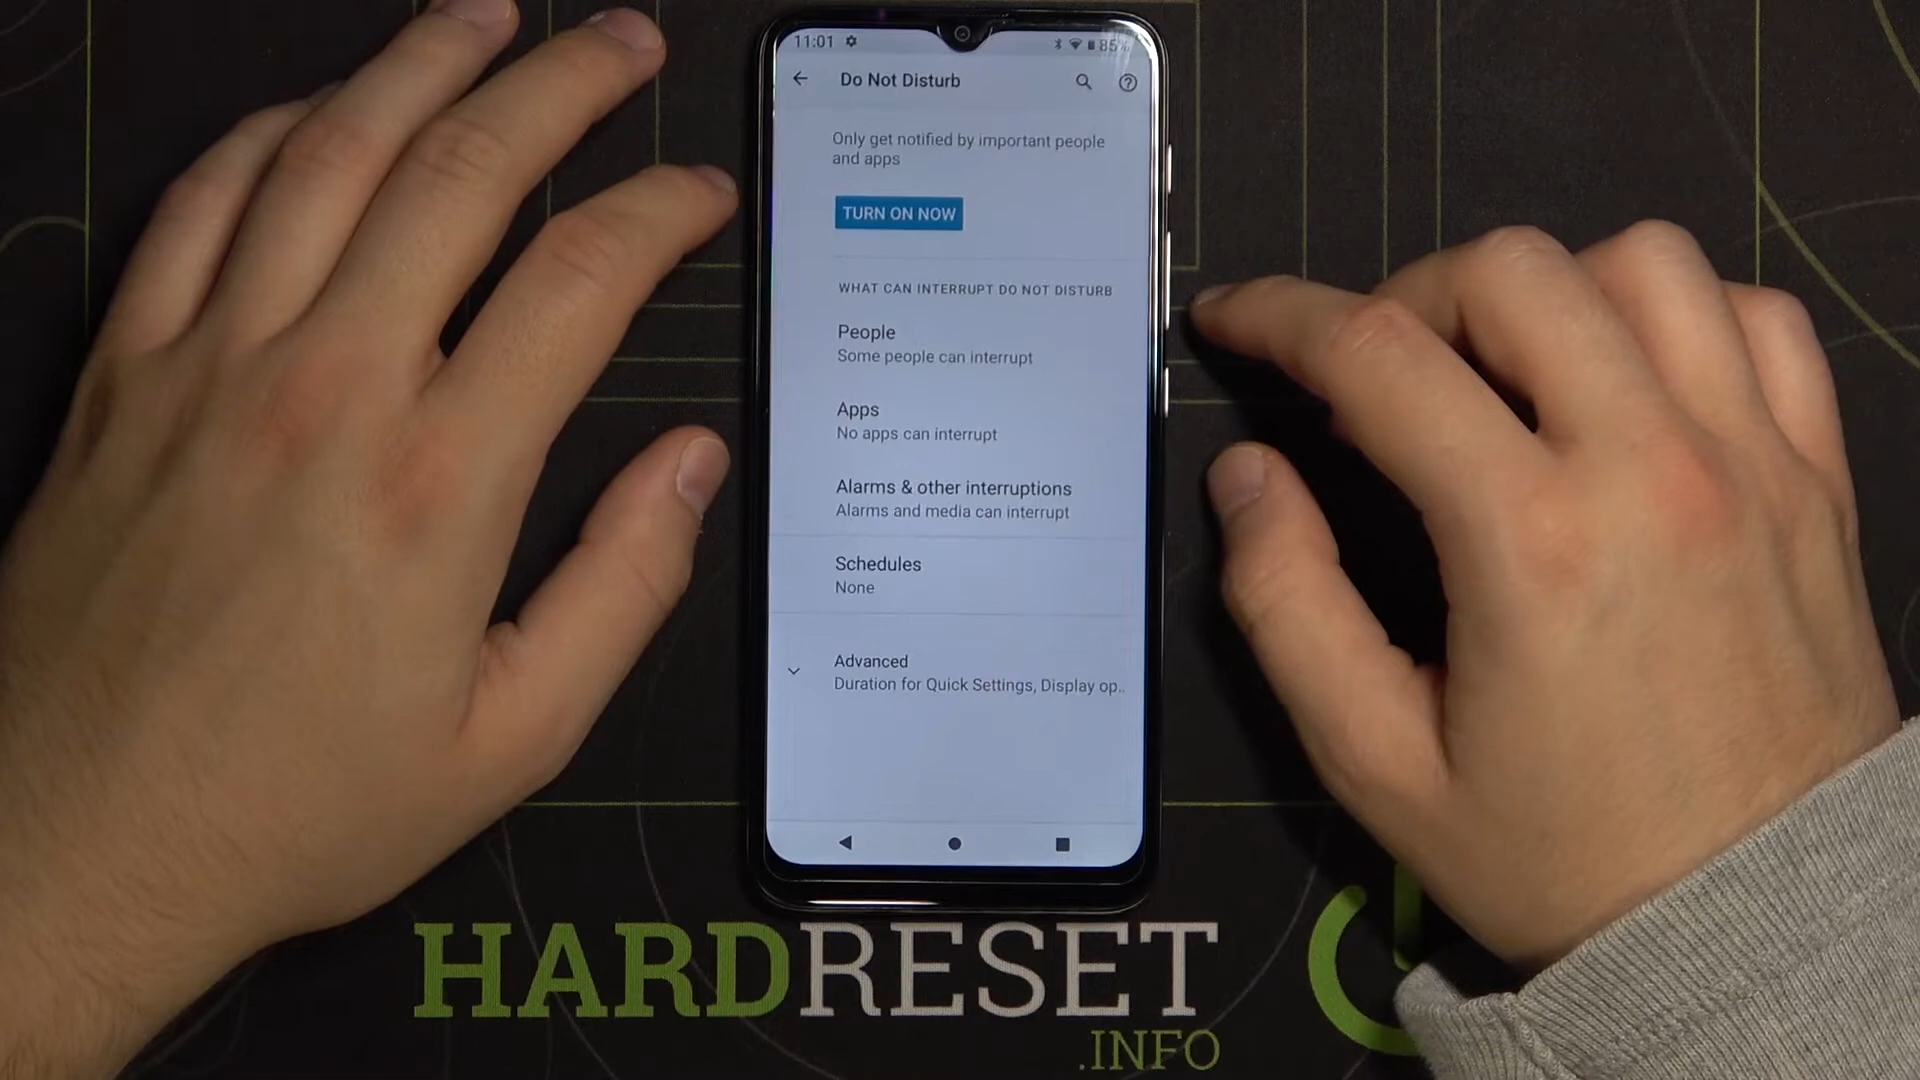 11:01
85%
Do Not Disturb
Only get notified by important people
and apps
TURN ON NOW
WHAT CAN INTERRUPT DO NOT DISTURB
People
Some people can interrupt
Apps
No apps can interrupt
Alarms & other interruptions
Alarms and media can interrupt
Schedules
None
Advanced
Duration for Quick Settings, Display op..
HARDRESET
.INFO